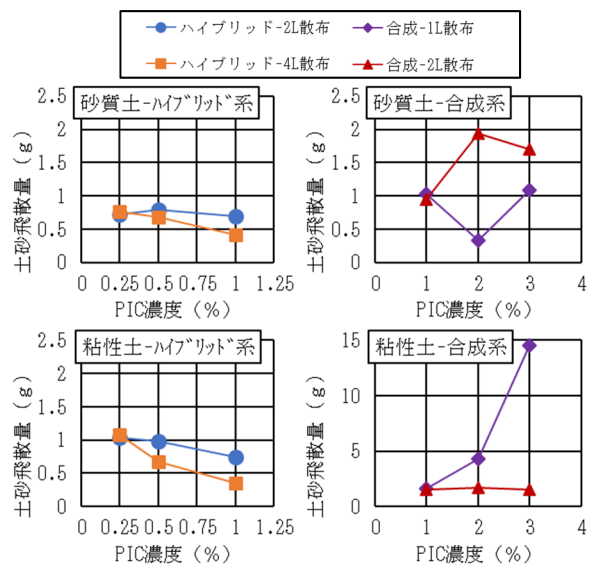 ハイブリッド-2L散布 合成-1L散布
ハイブリッド-4L散布 合成-2L散布
砂質土-ﾊｲﾌﾞﾘｯﾄﾞ系
土砂飛散量（g）
2.5
2
1.5
1
0.5
0
0 0.25 0.5 0.75 1 1.25
PIC濃度（%）
砂質土-合成系
土砂飛散量（g）
2.5
2
1.5
1
0.5
0
0 1 2 3 4
PIC濃度（%）
粘性土-ﾊｲﾌﾞﾘｯﾄﾞ系
土砂飛散量（g）
2.5
2
1.5
1
0.5
0
0 0.25 0.5 0.75 1 1.25
PIC濃度（%）
粘性土-合成系
土砂飛散量（g）
15
10
5
0
0 1 2 3 4
PIC濃度（%）